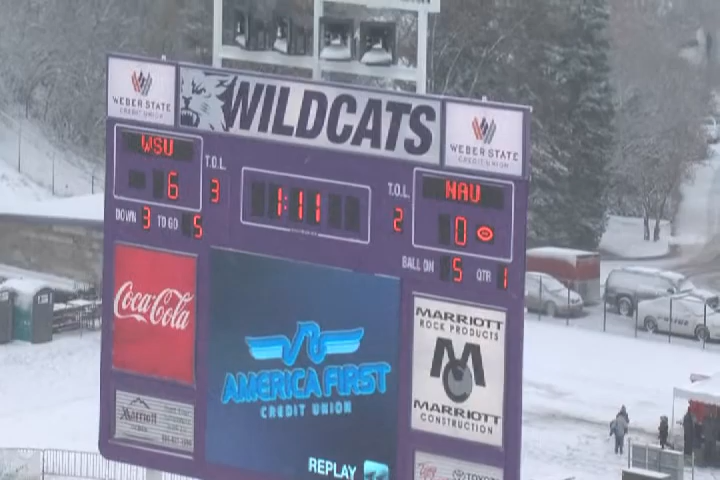 WEBER STATE
CREDIT UNION
WILDCATS
WEBER STATE
CREDIT UNION
WSU
6
T.O.L.
3
1:11
T.O.L.
2
NAU
0
DOWN 3 TO GO 5
BALL ON 5 QTR 1
Coca-Cola
AMERICA FIRST
CREDIT UNION
MARRIOTT
ROCK PRODUCTS
M
MARRIOTT
CONSTRUCTION
Marriott
REPLAY
TOYOTA